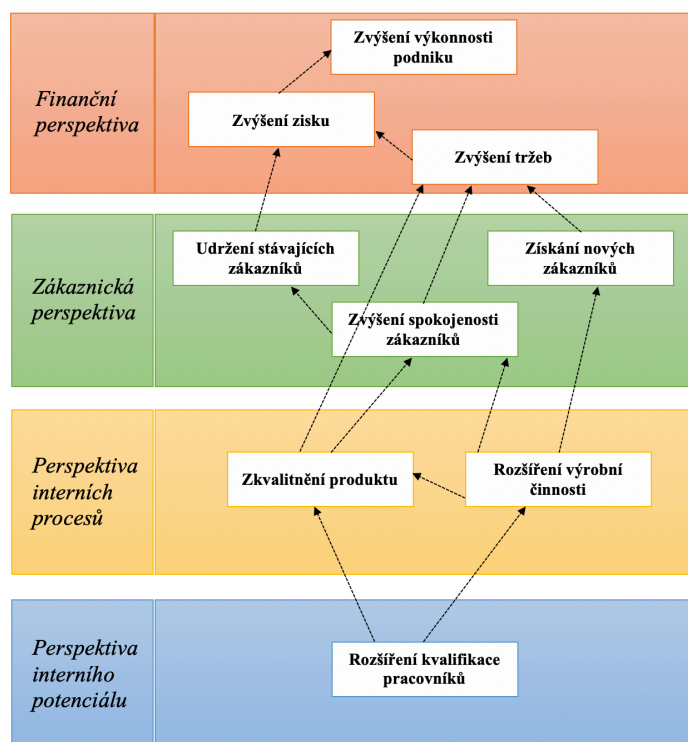 Finanční
perspektiva
Zvýšení výkonnosti
podniku
Zvýšení zisku
Zvýšení tržeb
Zákaznická
perspektiva
Udržení stávajících
zákazníků
Získání nových
zákazníků
Zvýšení spokojenosti
zákazníků
Perspektiva
interních
procesů
Zkvalitnění produktu
Rozšíření výrobní
činnosti
Perspektiva
interního
potenciálu
Rozšíření kvalifikace
pracovníků